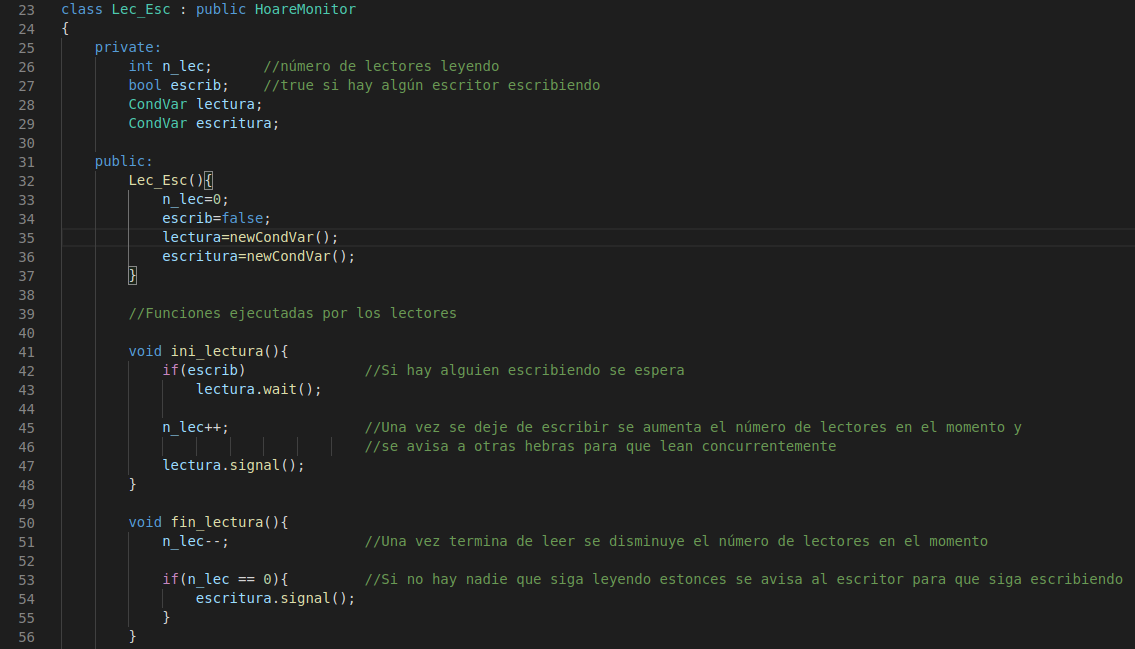 23 class Lec_Esc : public HoareMonitor
24 {
25 private:
26 int n_lec; //número de lectores leyendo
27 bool escrib; //true si hay algún escritor escribiendo
28 CondVar lectura;
29 CondVar escritura;
30
31 public:
32 Lec_Esc(){
33 n_lec=0;
34 escrib=false;
35 lectura=newCondVar();
36 escritura=newCondVar();
37 }
38
39 //Funciones ejecutadas por los lectores
40
41 void ini_lectura(){
42 if(escrib) //Si hay alguien escribiendo se espera
43 lectura.wait();
44
45 n_lec++; //Una vez se deje de escribir se aumenta el número de lectores en el momento y
46 //se avisa a otras hebras para que lean concurrentemente
47 lectura.signal();
48 }
49
50 void fin_lectura(){
51 n_lec--; //Una vez termina de leer se disminuye el número de lectores en el momento
52
53 if(n_lec == 0){ //Si no hay nadie que siga leyendo estonces se avisa al escritor para que siga escribiendo
54 escritura.signal();
55 }
56 }